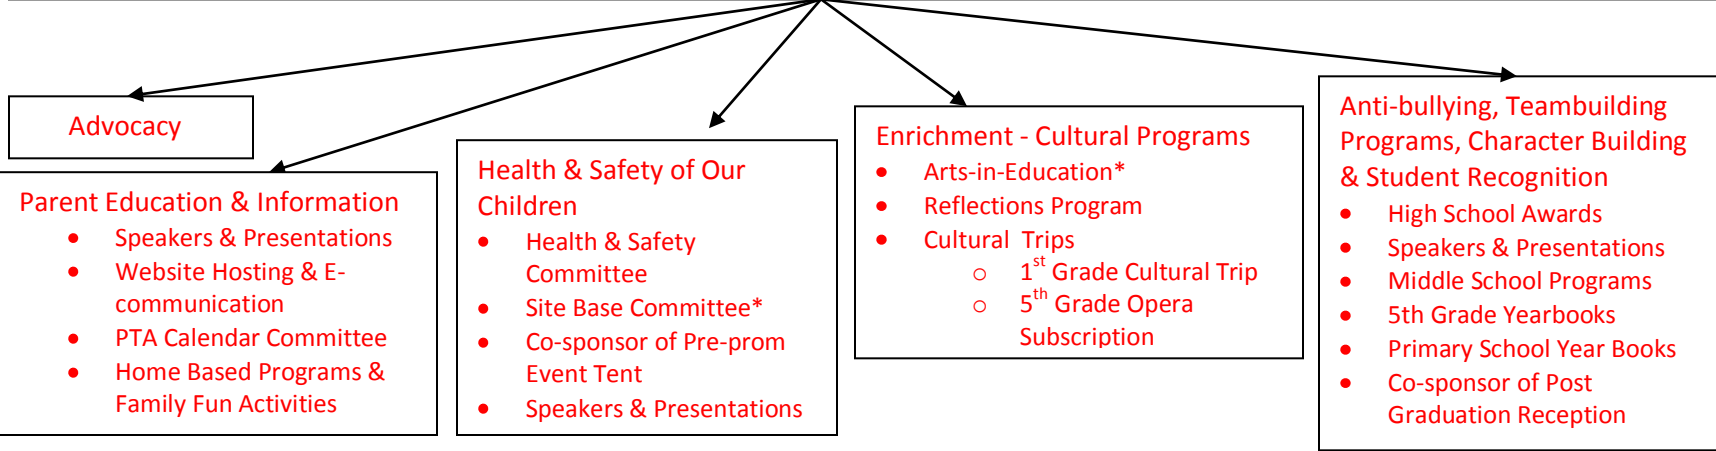 Advocacy
Parent Education & Information
• Speakers & Presentations
• Website Hosting & E-
communication
• PTA Calendar Committee
• Home Based Programs &
Family Fun Activities
Health & Safety of Our
Children
• Health & Safety
Committee
• Site Base Committee*
• Co-sponsor of Pre-prom
Event Tent
• Speakers & Presentations
Enrichment - Cultural Programs
• Arts-in-Education*
• Reflections Program
• Cultural Trips
o 1st Grade Cultural Trip
o 5th Grade Opera
Subscription
Anti-bullying, Teambuilding
Programs, Character Building
& Student Recognition
• High School Awards
• Speakers & Presentations
• Middle School Programs
• 5th Grade Yearbooks
• Primary School Year Books
• Co-sponsor of Post
Graduation Reception